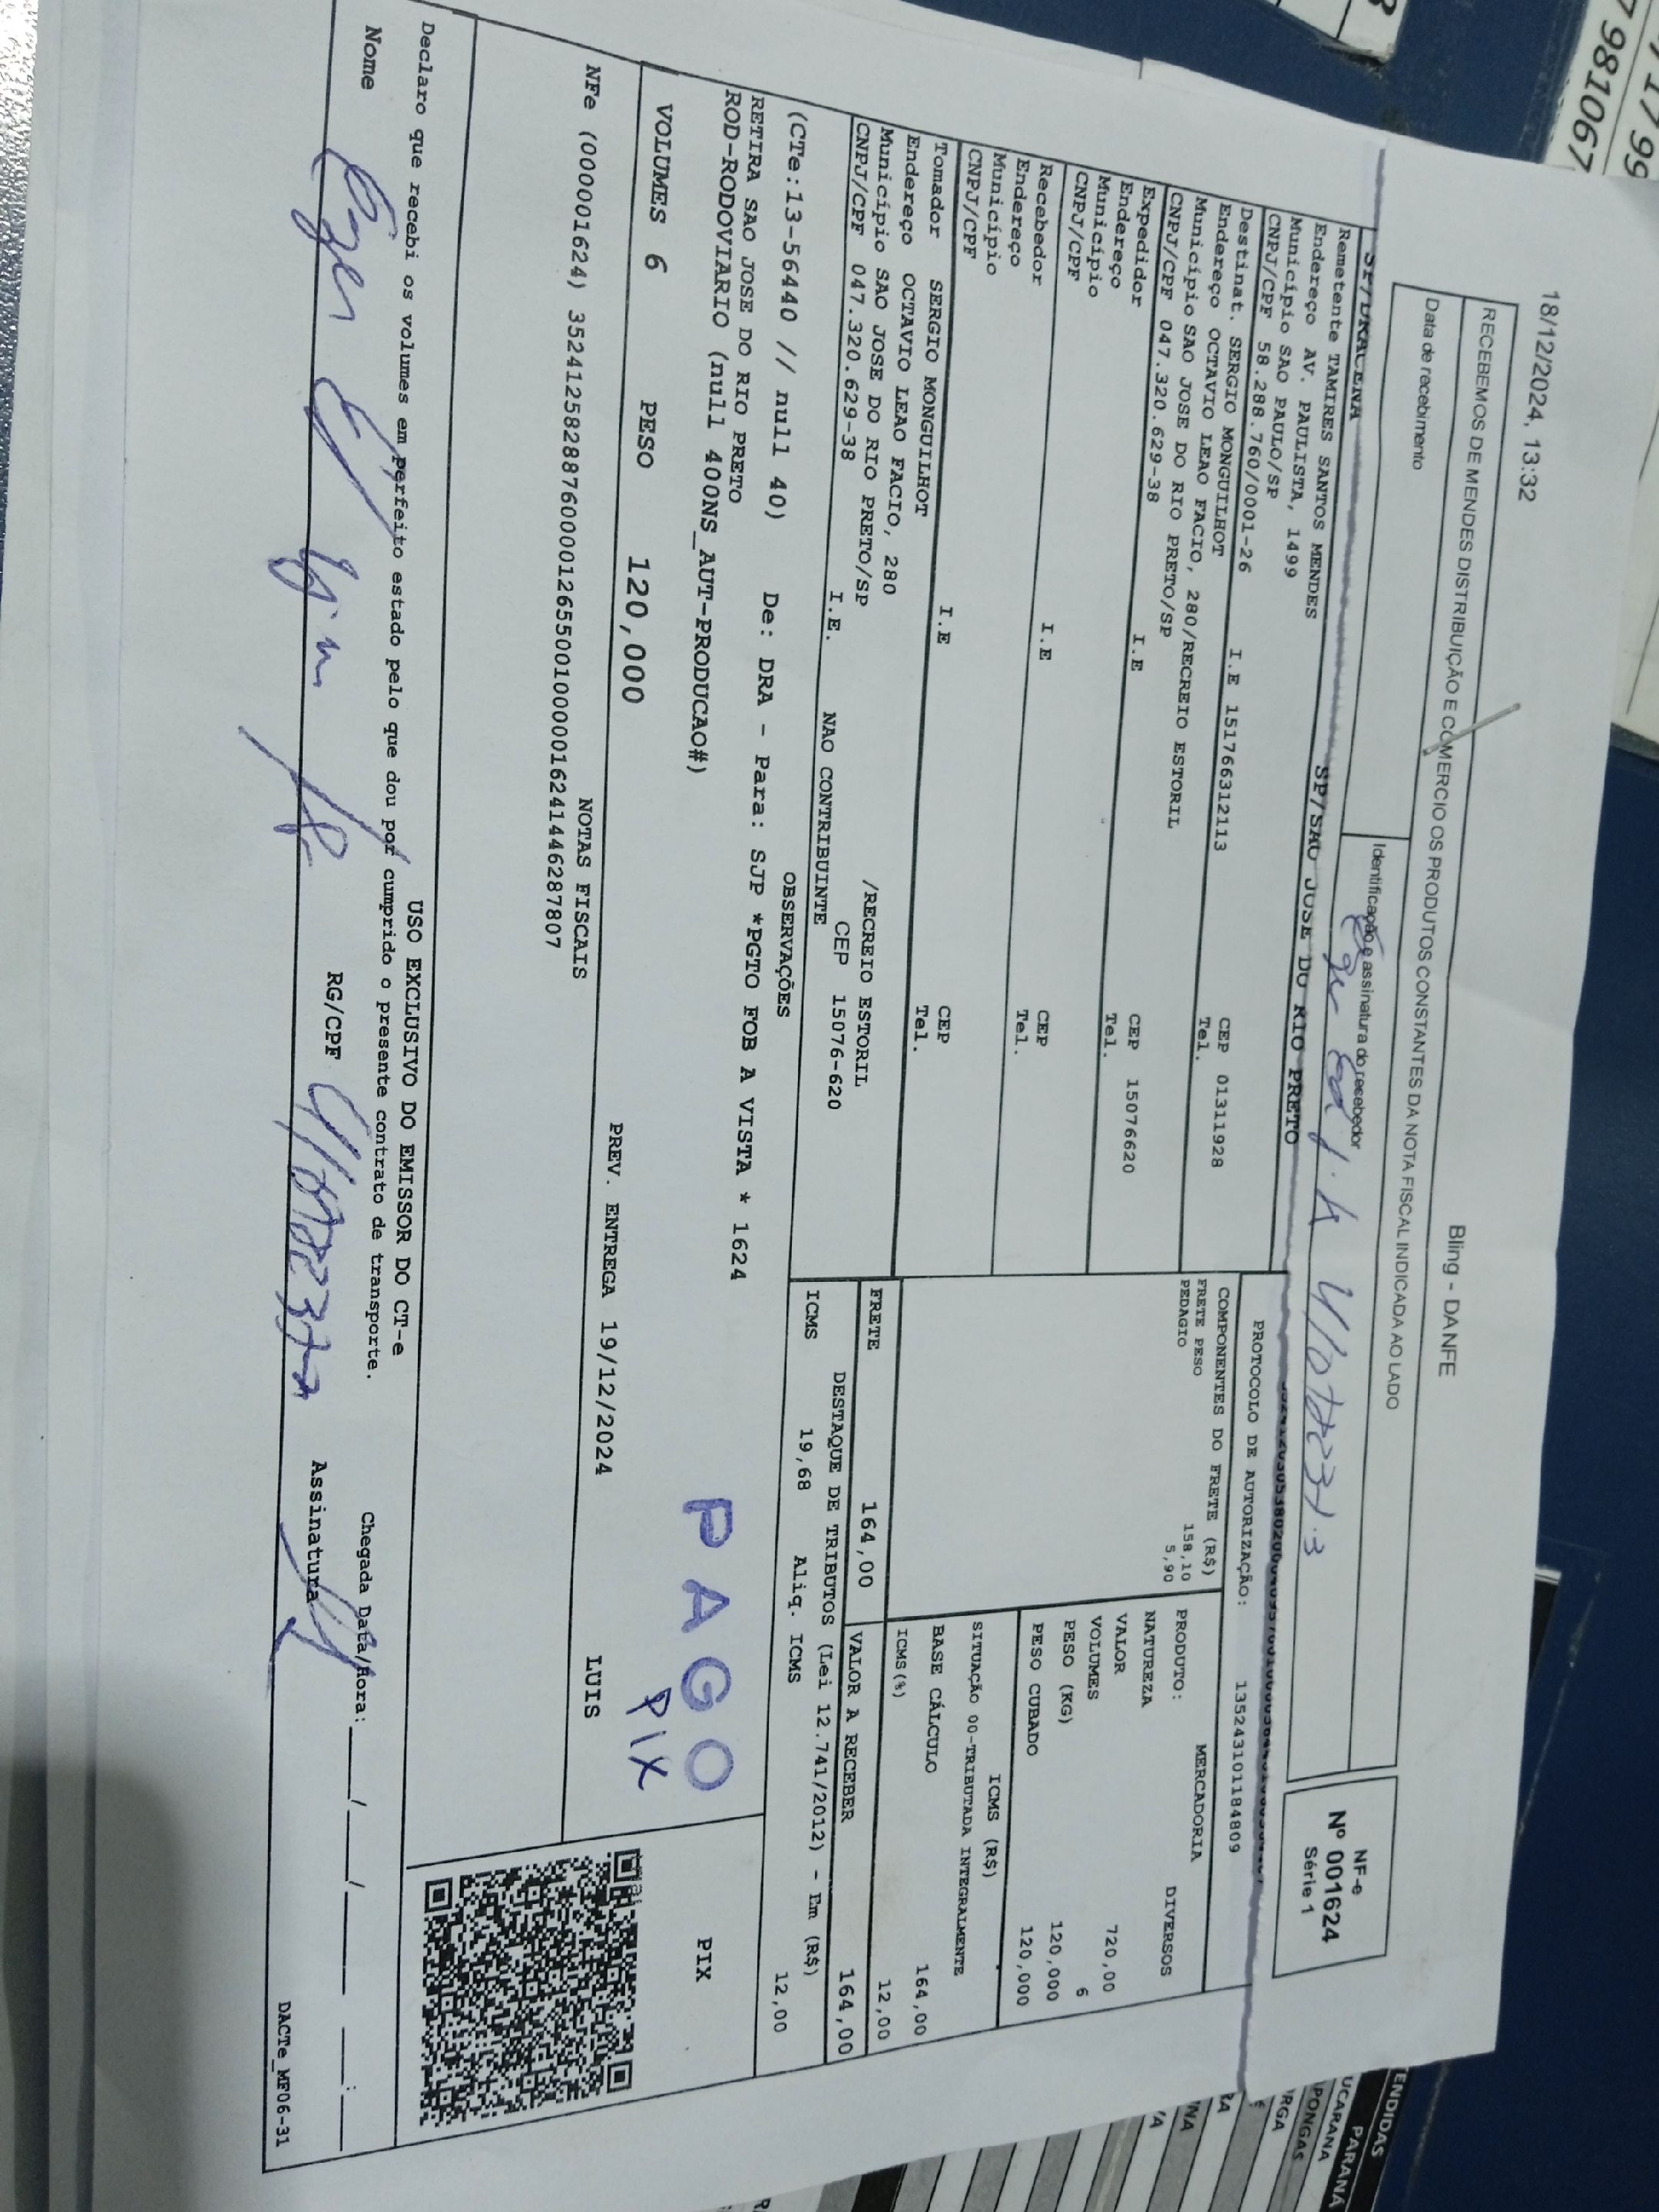 18/12/2024, 13:32
Bling - DANFE
RECEBEMOS DE MENDES DISTRIBUIÇÃO E COMERCIO OS PRODUTOS CONSTANTES DA NOTA FISCAL INDICADA AO LADO
Data de recebimento
Identificação e assinatura do recebedor
NF-e
Nº 001624
Série 1
SP/DRACENA
SP/SAO JOSE DO RIO PRETO
Remetente TAMIRES SANTOS MENDES
Endereço AV. PAULISTA, 1499
Município SAO PAULO/SP
CEP 01311928
CNPJ/CPF 58.288.760/0001-26
I.E 151766312113
Tel.
Destinat. SERGIO MONGUILHOT
Endereço OCTAVIO LEAO FACIO, 280/RECREIO ESTORIL
Município SAO JOSE DO RIO PRETO/SP
CEP 15076620
CNPJ/CPF 047.320.629-38
I.E
Tel.
Expedidor
Endereço
Município
CEP
CNPJ/CPF
I.E
Tel.
Recebedor
Endereço
Município
CEP
CNPJ/CPF
I.E
Tel.
Tomador SERGIO MONGUILHOT
Endereço OCTAVIO LEAO FACIO, 280
/RECREIO ESTORIL
Município SAO JOSE DO RIO PRETO/SP
CEP 15076-620
CNPJ/CPF 047.320.629-38
I.E. NAO CONTRIBUINTE
PROTOCOLO DE AUTORIZAÇÃO: 135243101184809
COMPONENTES DO FRETE (R$)
FRETE PESO 158,10
PEDAGIO 5,90
MERCADORIA
PRODUTO: DIVERSOS
NATUREZA
VALOR 720,00
VOLUMES 6
PESO (KG) 120,000
PESO CUBADO 120,000
ICMS (R$)
SITUAÇÃO 00-TRIBUTADA INTEGRALMENTE
BASE CÁLCULO 164,00
ICMS(%) 12,00
FRETE 164,00
VALOR A RECEBER 164,00
DESTAQUE DE TRIBUTOS (Lei 12.741/2012) - Em (R$)
ICMS 19,68 Aliq. ICMS 12,00
OBSERVAÇÕES
(CTe:13-56440 // null 40) De: DRA - Para: SJP *PGTO FOB A VISTA * 1624
RETIRA SAO JOSE DO RIO PRETO
ROD-RODOVIARIO (null 400NS_AUT-PRODUCAO#)
PAGO
PIX
PIX
VOLUMES 6 PESO 120,000
PREV. ENTREGA 19/12/2024 LUIS
NOTAS FISCAIS
NFe (000001624) 35241258288760000126550010000016241446287807
USO EXCLUSIVO DO EMISSOR DO CT-e
Declaro que recebi os volumes em perfeito estado pelo que dou por cumprido o presente contrato de transporte.
Chegada Data/Hora: ___/___/____ __:__
Nome
RG/CPF
Assinatura
DACTe_MF06-31
ENDIDAS
PARANA
UCARANA